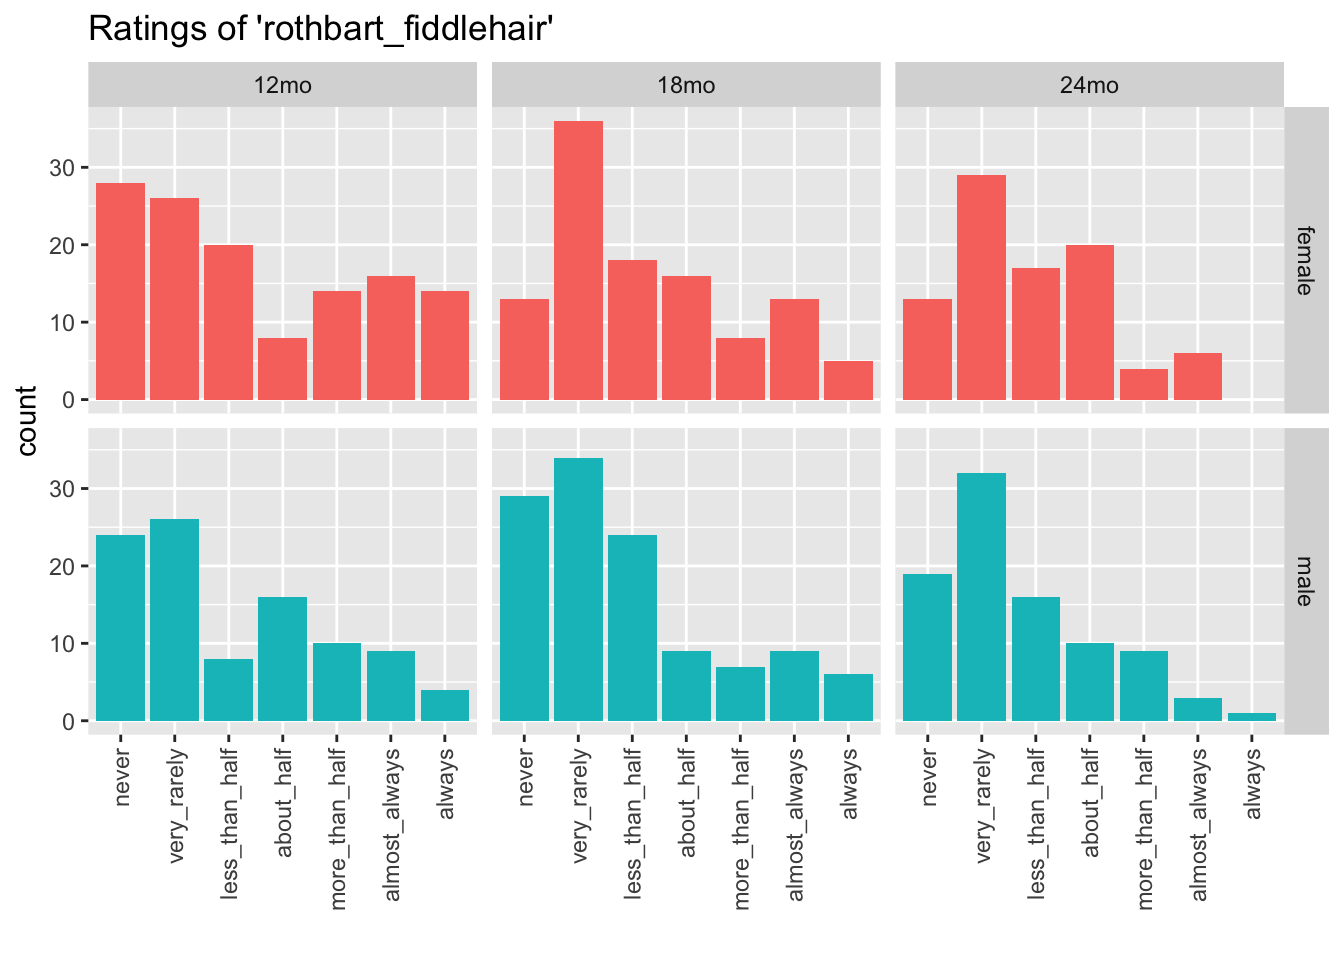 Ratings of 'rothbart_fiddlehair'
12mo 18mo 24mo
30
20
10
0
female
count
30
20
10
0
male
never very_rarely less_than_half about_half more_than_half almost_always always never very_rarely less_than_half about_half more_than_half almost_always always never very_rarely less_than_half about_half more_than_half almost_always always